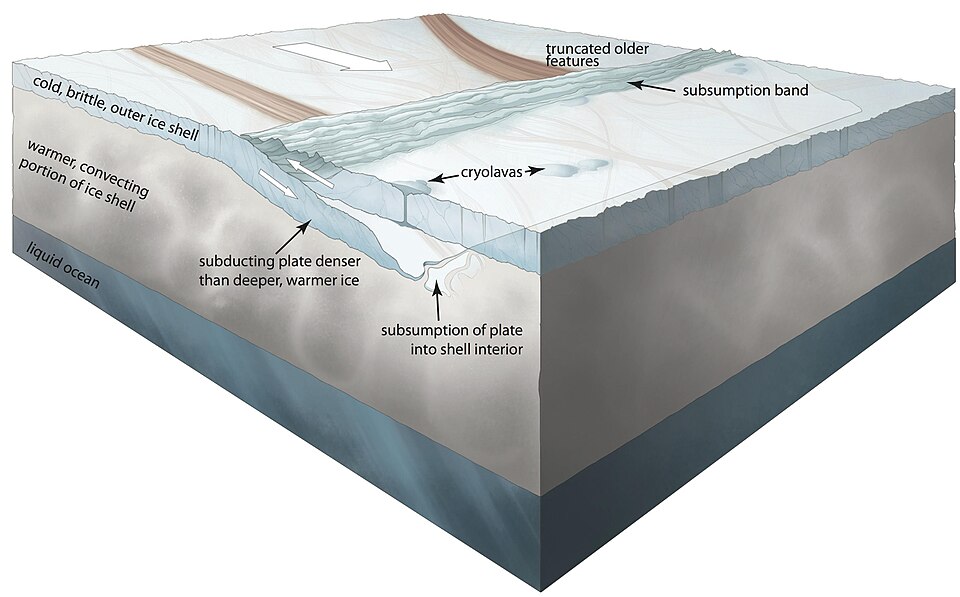 truncated older
features
subsumption band
cold, brittle, outer ice shell
cryolavas
warmer, convecting
portion of ice shell
subducting plate denser
than deeper, warmer ice
liquid ocean
subsumption of plate
into shell interior